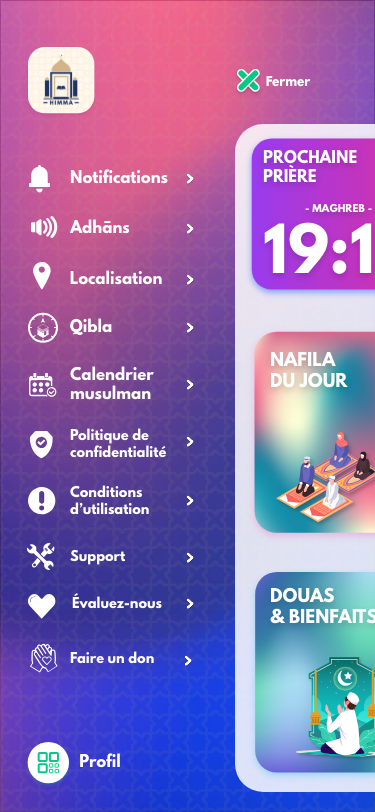 HIMMA
Fermer
Notifications
Adhāns
Localisation
Qibla
Calendrier
musulman
Politique de
confidentialité
Conditions
d’utilisation
Support
Évaluez-nous
Faire un don
Profil
PROCHAINE
PRIÈRE
- MAGHREB -
19:1
NAFILA
DU JOUR
DOUAS
& BIENFAITS